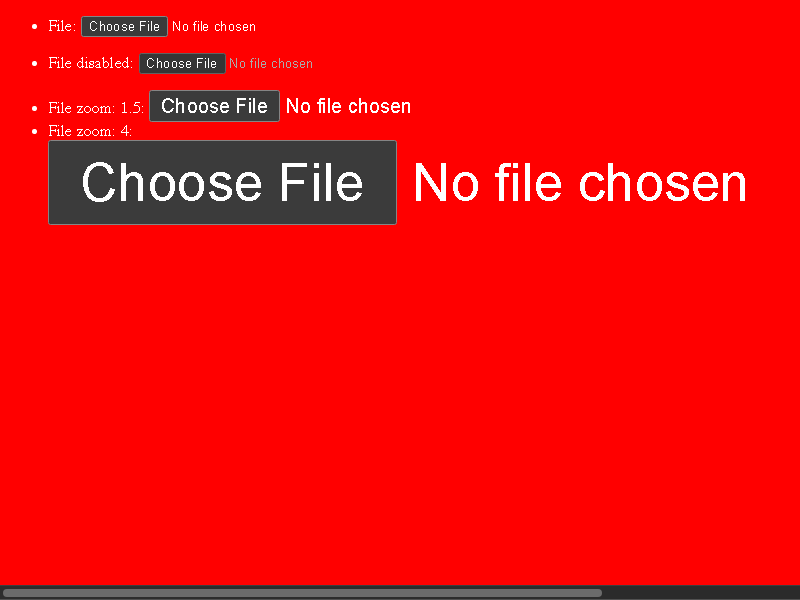 File: Choose File No file chosen
File disabled: Choose File No file chosen
File zoom: 1.5: Choose File No file chosen
File zoom: 4:
Choose File No file chosen